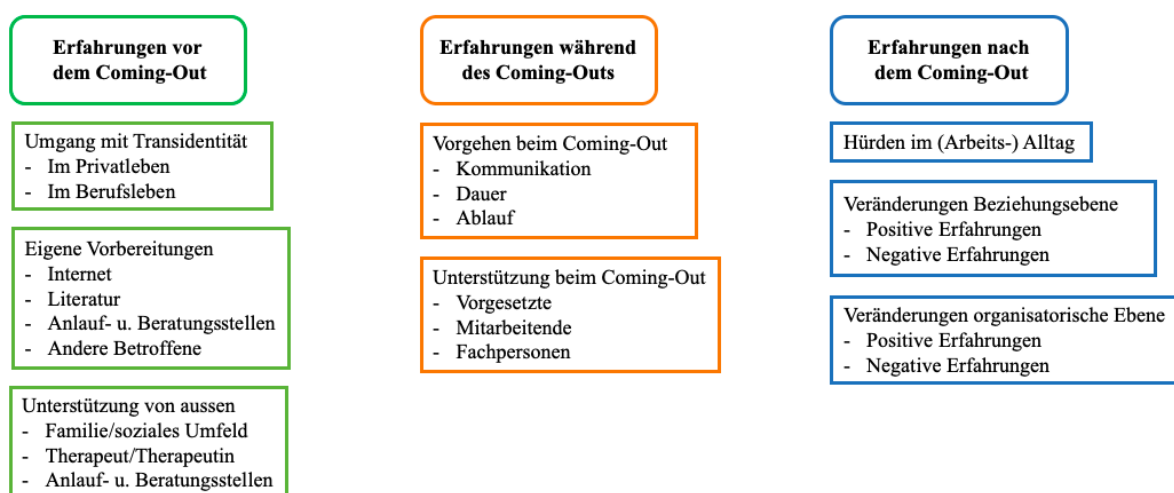 Erfahrungen vor
dem Coming-Out
Umgang mit Transidentität
- Im Privatleben
- Im Berufsleben
Eigene Vorbereitungen
- Internet
- Literatur
- Anlauf- u. Beratungsstellen
- Andere Betroffene
Unterstützung von aussen
- Familie/soziales Umfeld
- Therapeut/Therapeutin
- Anlauf- u. Beratungsstellen
Erfahrungen während
des Coming-Outs
Vorgehen beim Coming-Out
- Kommunikation
- Dauer
- Ablauf
Unterstützung beim Coming-Out
- Vorgesetzte
- Mitarbeitende
- Fachpersonen
Erfahrungen nach
dem Coming-Out
Hürden im (Arbeits-) Alltag
Veränderungen Beziehungsebene
- Positive Erfahrungen
- Negative Erfahrungen
Veränderungen organisatorische Ebene
- Positive Erfahrungen
- Negative Erfahrungen